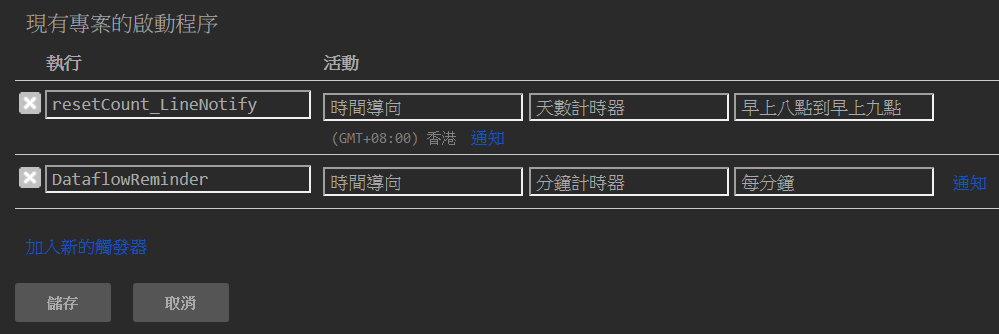 現有專案的啟動程序
執行 活動
resetCount_LineNotify 時間導向 天數計時器 早上八點到早上九點
(GMT+08:00) 香港 通知
DataflowReminder 時間導向 分鐘計時器 每分鐘 通知
加入新的觸發器
儲存 取消